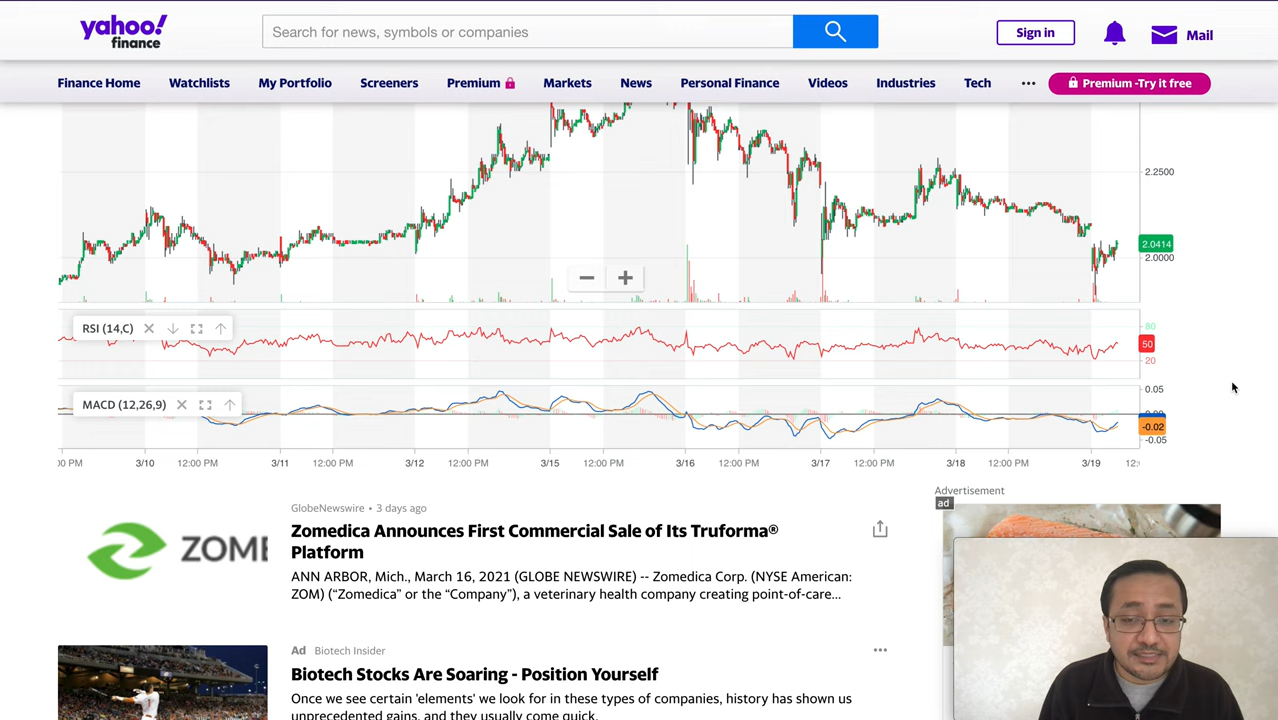 yahoo!
finance
Search for news, symbols or companies
Sign in
Mail
Finance Home Watchlists My Portfolio Screeners Premium Markets News Personal Finance Videos Industries Tech ••• Premium -Try it free
2.2500
2.0414
2.0000
− +
RSI (14,C)
80
50
20
MACD (12,26,9)
0.05
-0.02
-0.05
00 PM 3/10 12:00 PM 3/11 12:00 PM 3/12 12:00 PM 3/15 12:00 PM 3/16 12:00 PM 3/17 12:00 PM 3/18 12:00 PM 3/19 12:
GlobeNewswire • 3 days ago
Zomedica Announces First Commercial Sale of Its Truforma®
Platform
ANN ARBOR, Mich., March 16, 2021 (GLOBE NEWSWIRE) -- Zomedica Corp. (NYSE American:
ZOM) (“Zomedica” or the “Company”), a veterinary health company creating point-of-care...
ZOME
Advertisement
ad
Ad Biotech Insider
Biotech Stocks Are Soaring - Position Yourself
Once we see certain 'elements' we look for in these types of companies, history has shown us
unprecedented gains, and they usually come quick.